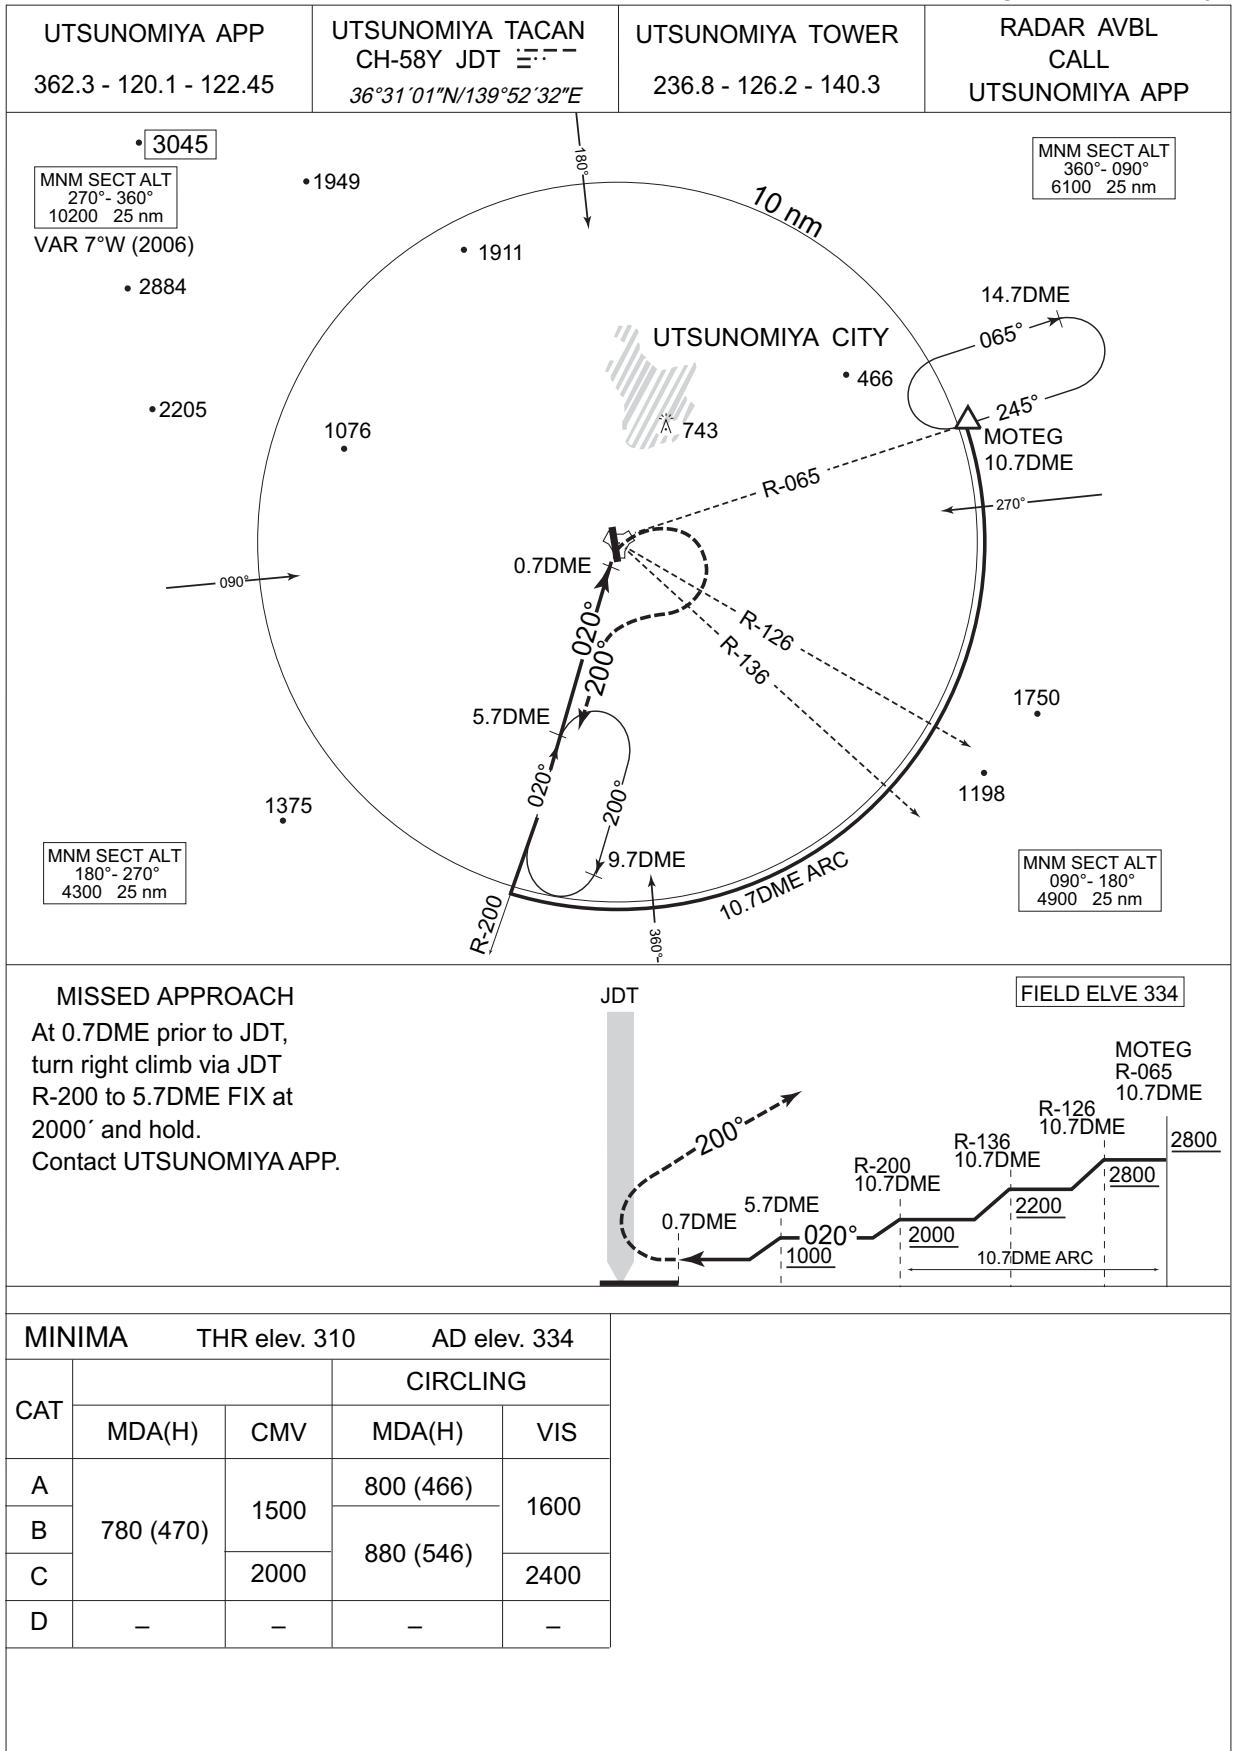 UTSUNOMIYA APP
362.3 - 120.1 - 122.45
UTSUNOMIYA TACAN
CH-58Y JDT
36°31´01"N/139°52´32"E
UTSUNOMIYA TOWER
236.8 - 126.2 - 140.3
RADAR AVBL
CALL
UTSUNOMIYA APP
3045
MNM SECT ALT
270°- 360°
10200 25 nm
VAR 7°W (2006)
1949
1911
2884
180°
10 nm
MNM SECT ALT
360°- 090°
6100 25 nm
14.7DME
065°
245°
UTSUNOMIYA CITY
466
2205
1076
743
MOTEG
10.7DME
R-065
270°
0.7DME
090°
020°
200°
R-126
R-136
5.7DME
1750
1198
020°
200°
1375
9.7DME
10.7DME ARC
MNM SECT ALT
180°- 270°
4300 25 nm
MNM SECT ALT
090°- 180°
4900 25 nm
R-200
360°
MISSED APPROACH
At 0.7DME prior to JDT,
turn right climb via JDT
R-200 to 5.7DME FIX at
2000´ and hold.
Contact UTSUNOMIYA APP.
JDT
FIELD ELVE 334
MOTEG
R-065
10.7DME
R-126
10.7DME
R-136
10.7DME
R-200
10.7DME
5.7DME
0.7DME
200°
2800
2800
2200
2000
020°
1000
10.7DME ARC
MINIMA THR elev. 310 AD elev. 334
CAT
CIRCLING
MDA(H) CMV MDA(H) VIS
A
800 (466)
1500
1600
B
780 (470)
880 (546)
C
2000
2400
D – – – –